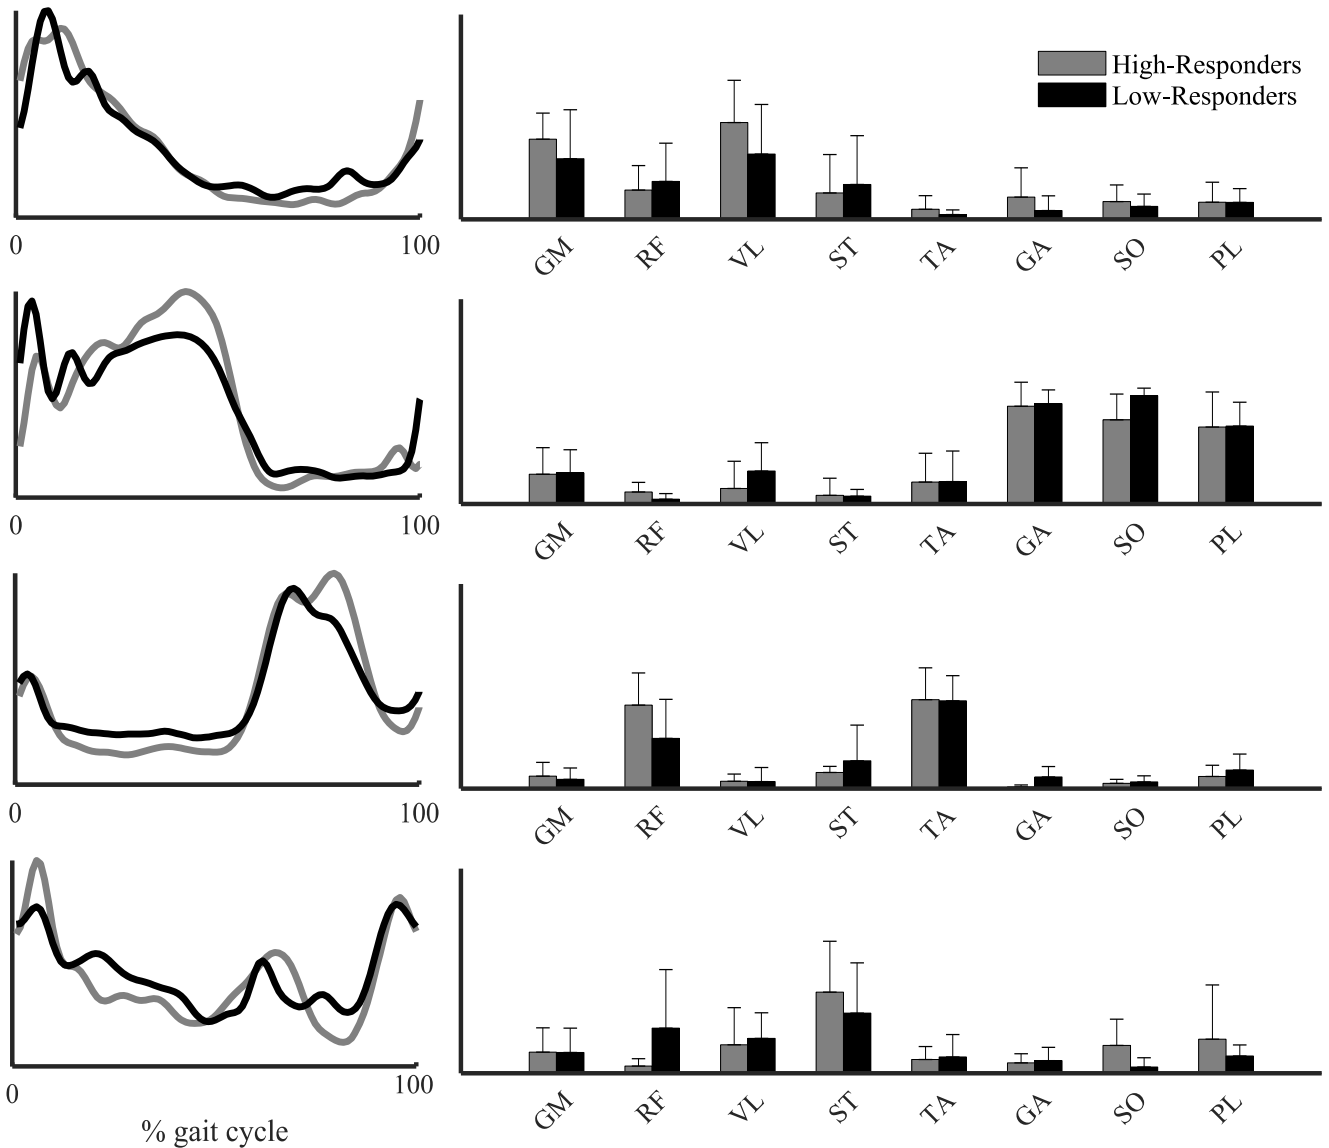 High-Responders
Low-Responders
0 100
GM RF VL ST TA GA SO PL
0 100
GM RF VL ST TA GA SO PL
0 100
GM RF VL ST TA GA SO PL
0 100
GM RF VL ST TA GA SO PL
% gait cycle